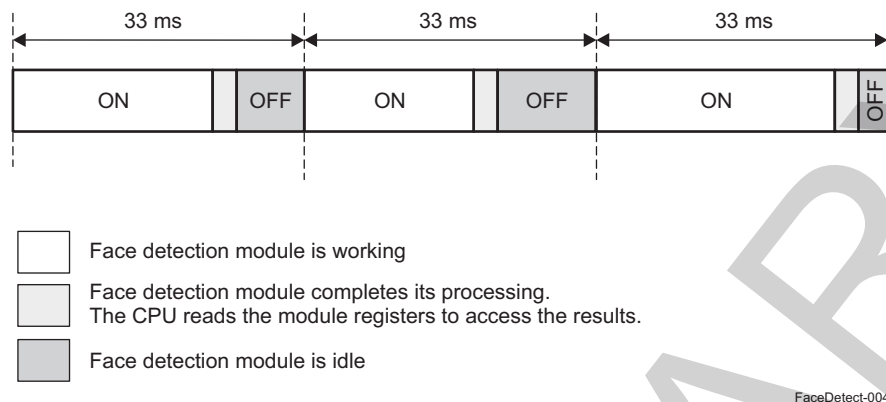 33 ms 33 ms 33 ms
ON OFF ON OFF ON OFF
Face detection module is working
Face detection module completes its processing.
The CPU reads the module registers to access the results.
Face detection module is idle
FaceDetect-004